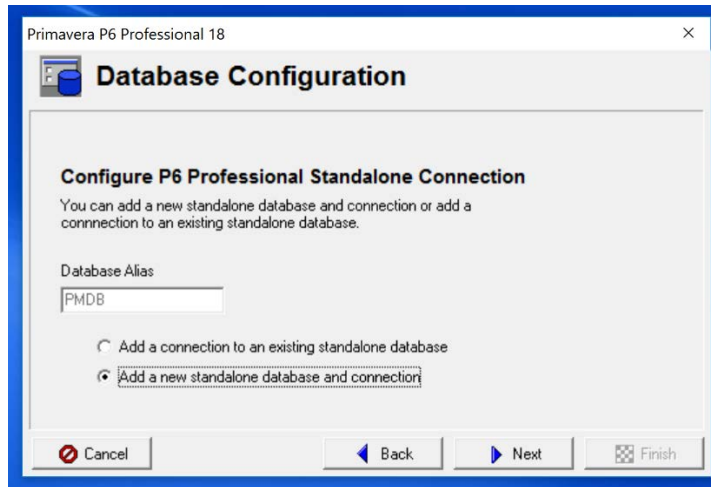 Primavera P6 Professional 18
Database Configuration
Configure P6 Professional Standalone Connection
You can add a new standalone database and connection or add a
connnection to an existing standalone database.
Database Alias
PMDB
Add a connection to an existing standalone database
Add a new standalone database and connection
Cancel
Back
Next
Finish